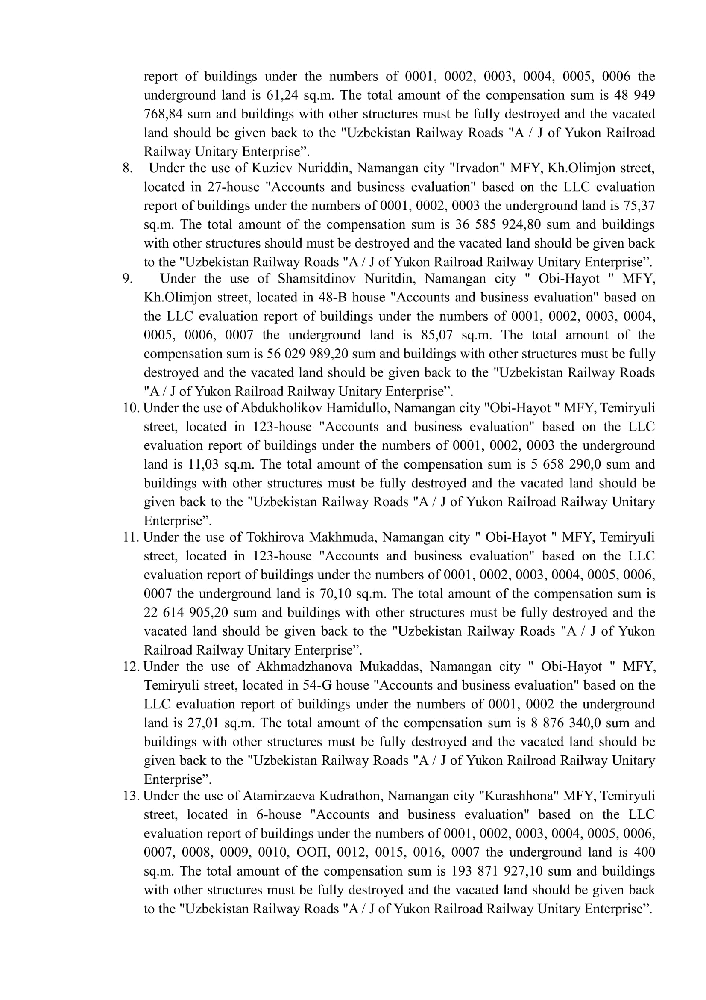 report of buildings under the numbers of 0001, 0002, 0003, 0004, 0005, 0006 the
underground land is 61,24 sq.m. The total amount of the compensation sum is 48 949
768,84 sum and buildings with other structures must be fully destroyed and the vacated
land should be given back to the "Uzbekistan Railway Roads "A / J of Yukon Railroad
Railway Unitary Enterprise”.
8. Under the use of Kuziev Nuriddin, Namangan city "Irvadon" MFY, Kh.Olimjon street,
located in 27-house "Accounts and business evaluation" based on the LLC evaluation
report of buildings under the numbers of 0001, 0002, 0003 the underground land is 75,37
sq.m. The total amount of the compensation sum is 36 585 924,80 sum and buildings
with other structures should must be destroyed and the vacated land should be given back
to the "Uzbekistan Railway Roads "A / J of Yukon Railroad Railway Unitary Enterprise”.
9. Under the use of Shamsitdinov Nuritdin, Namangan city " Obi-Hayot " MFY,
Kh.Olimjon street, located in 48-B house "Accounts and business evaluation" based on
the LLC evaluation report of buildings under the numbers of 0001, 0002, 0003, 0004,
0005, 0006, 0007 the underground land is 85,07 sq.m. The total amount of the
compensation sum is 56 029 989,20 sum and buildings with other structures must be fully
destroyed and the vacated land should be given back to the "Uzbekistan Railway Roads
"A / J of Yukon Railroad Railway Unitary Enterprise”.
10. Under the use of Abdukholikov Hamidullo, Namangan city "Obi-Hayot " MFY, Temiryuli
street, located in 123-house "Accounts and business evaluation" based on the LLC
evaluation report of buildings under the numbers of 0001, 0002, 0003 the underground
land is 11,03 sq.m. The total amount of the compensation sum is 5 658 290,0 sum and
buildings with other structures must be fully destroyed and the vacated land should be
given back to the "Uzbekistan Railway Roads "A / J of Yukon Railroad Railway Unitary
Enterprise”.
11. Under the use of Tokhirova Makhmuda, Namangan city " Obi-Hayot " MFY, Temiryuli
street, located in 123-house "Accounts and business evaluation" based on the LLC
evaluation report of buildings under the numbers of 0001, 0002, 0003, 0004, 0005, 0006,
0007 the underground land is 70,10 sq.m. The total amount of the compensation sum is
22 614 905,20 sum and buildings with other structures must be fully destroyed and the
vacated land should be given back to the "Uzbekistan Railway Roads "A / J of Yukon
Railroad Railway Unitary Enterprise”.
12. Under the use of Akhmadzhanova Mukaddas, Namangan city " Obi-Hayot " MFY,
Temiryuli street, located in 54-G house "Accounts and business evaluation" based on the
LLC evaluation report of buildings under the numbers of 0001, 0002 the underground
land is 27,01 sq.m. The total amount of the compensation sum is 8 876 340,0 sum and
buildings with other structures must be fully destroyed and the vacated land should be
given back to the "Uzbekistan Railway Roads "A / J of Yukon Railroad Railway Unitary
Enterprise”.
13. Under the use of Atamirzaeva Kudrathon, Namangan city "Kurashhona" MFY, Temiryuli
street, located in 6-house "Accounts and business evaluation" based on the LLC
evaluation report of buildings under the numbers of 0001, 0002, 0003, 0004, 0005, 0006,
0007, 0008, 0009, 0010, ООП, 0012, 0015, 0016, 0007 the underground land is 400
sq.m. The total amount of the compensation sum is 193 871 927,10 sum and buildings
with other structures must be fully destroyed and the vacated land should be given back
to the "Uzbekistan Railway Roads "A / J of Yukon Railroad Railway Unitary Enterprise”.